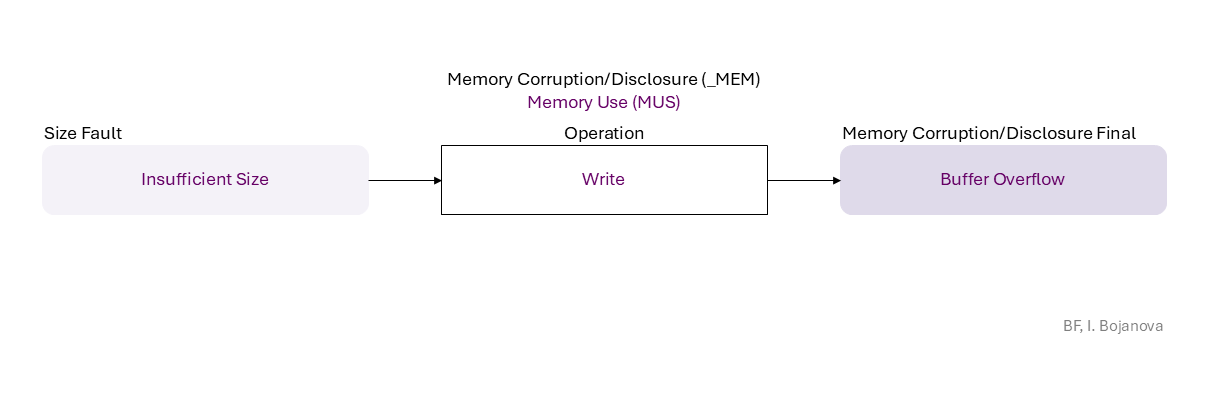 Memory Corruption/Disclosure (_MEM)
Memory Use (MUS)
Size Fault
Operation
Memory Corruption/Disclosure Final
Insufficient Size
Write
Buffer Overflow
BF, I. Bojanova